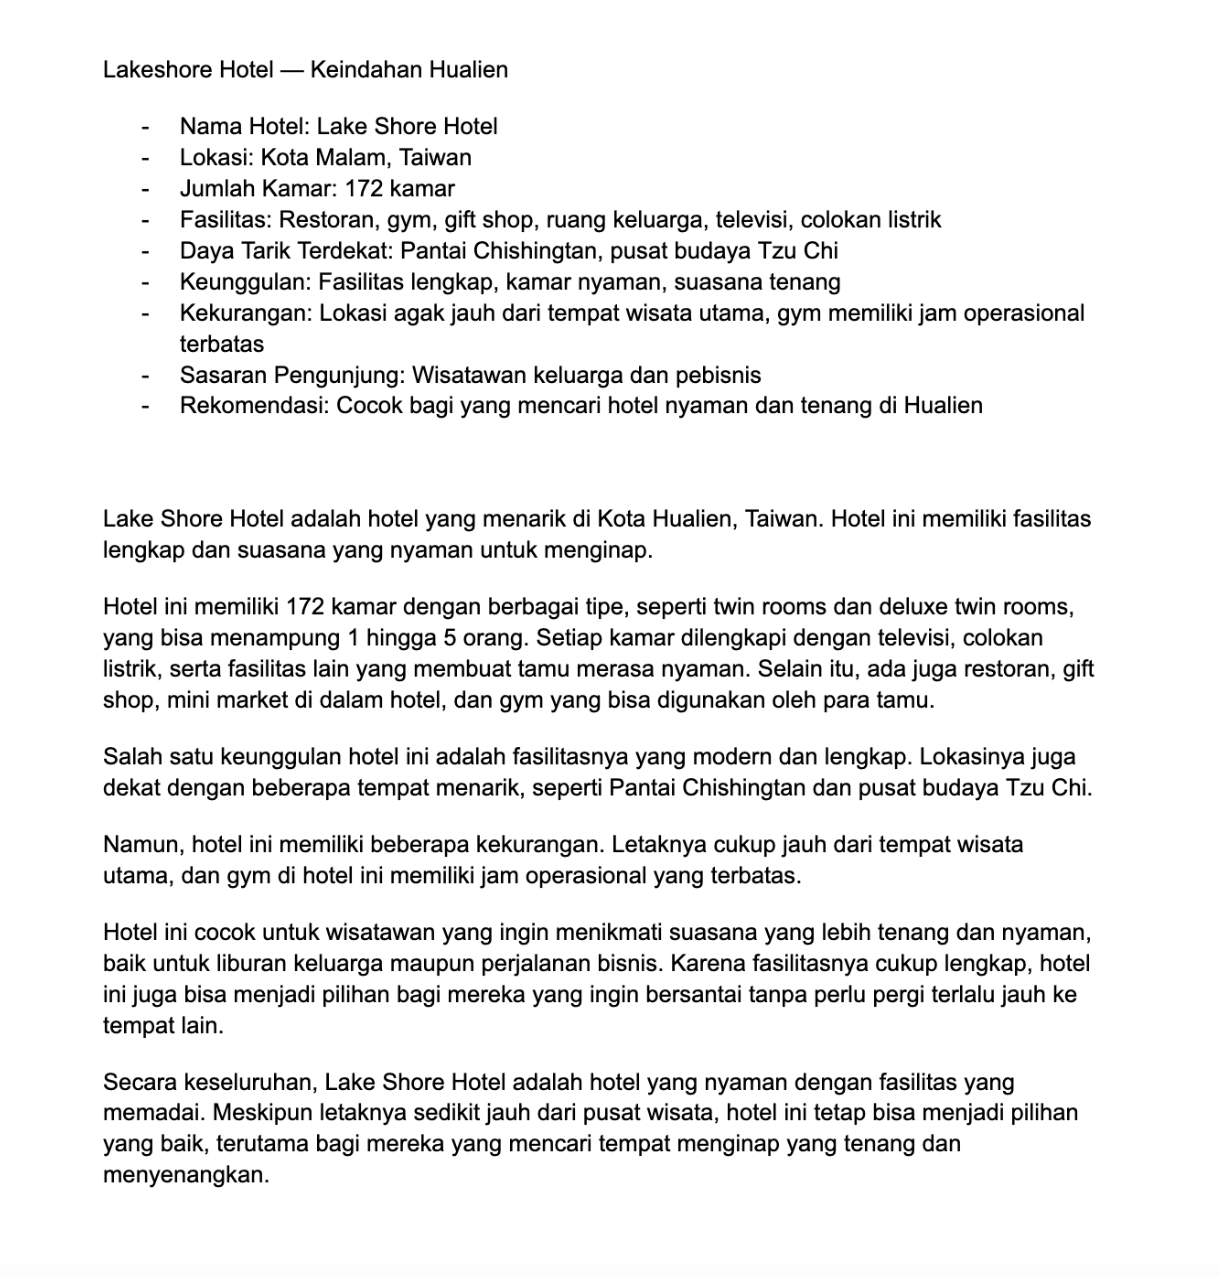 Lakeshore Hotel — Keindahan Hualien
- Nama Hotel: Lake Shore Hotel
- Lokasi: Kota Malam, Taiwan
- Jumlah Kamar: 172 kamar
- Fasilitas: Restoran, gym, gift shop, ruang keluarga, televisi, colokan listrik
- Daya Tarik Terdekat: Pantai Chishingtan, pusat budaya Tzu Chi
- Keunggulan: Fasilitas lengkap, kamar nyaman, suasana tenang
- Kekurangan: Lokasi agak jauh dari tempat wisata utama, gym memiliki jam operasional
terbatas
- Sasaran Pengunjung: Wisatawan keluarga dan pebisnis
- Rekomendasi: Cocok bagi yang mencari hotel nyaman dan tenang di Hualien
Lake Shore Hotel adalah hotel yang menarik di Kota Hualien, Taiwan. Hotel ini memiliki fasilitas
lengkap dan suasana yang nyaman untuk menginap.
Hotel ini memiliki 172 kamar dengan berbagai tipe, seperti twin rooms dan deluxe twin rooms,
yang bisa menampung 1 hingga 5 orang. Setiap kamar dilengkapi dengan televisi, colokan
listrik, serta fasilitas lain yang membuat tamu merasa nyaman. Selain itu, ada juga restoran, gift
shop, mini market di dalam hotel, dan gym yang bisa digunakan oleh para tamu.
Salah satu keunggulan hotel ini adalah fasilitasnya yang modern dan lengkap. Lokasinya juga
dekat dengan beberapa tempat menarik, seperti Pantai Chishingtan dan pusat budaya Tzu Chi.
Namun, hotel ini memiliki beberapa kekurangan. Letaknya cukup jauh dari tempat wisata
utama, dan gym di hotel ini memiliki jam operasional yang terbatas.
Hotel ini cocok untuk wisatawan yang ingin menikmati suasana yang lebih tenang dan nyaman,
baik untuk liburan keluarga maupun perjalanan bisnis. Karena fasilitasnya cukup lengkap, hotel
ini juga bisa menjadi pilihan bagi mereka yang ingin bersantai tanpa perlu pergi terlalu jauh ke
tempat lain.
Secara keseluruhan, Lake Shore Hotel adalah hotel yang nyaman dengan fasilitas yang
memadai. Meskipun letaknya sedikit jauh dari pusat wisata, hotel ini tetap bisa menjadi pilihan
yang baik, terutama bagi mereka yang mencari tempat menginap yang tenang dan
menyenangkan.